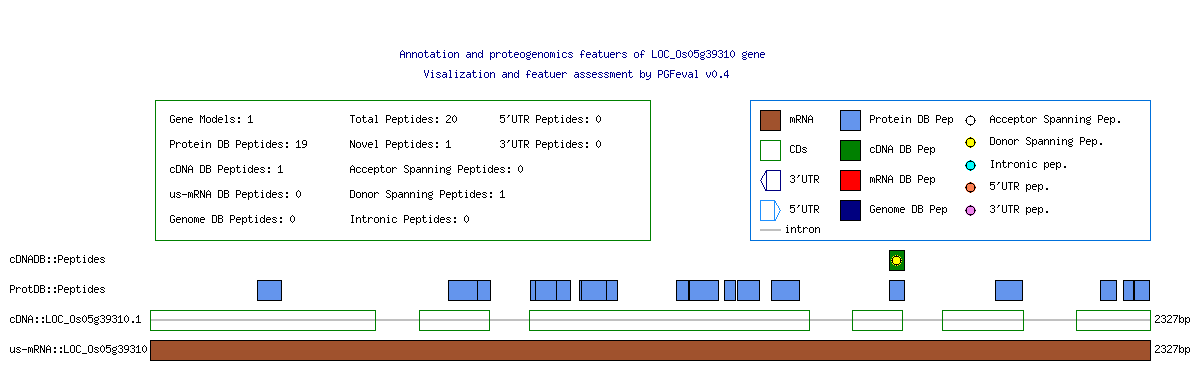 Annotation and proteogenomics featuers of LOC_Os05g39310 gene
Visalization and featuer assessment by PGFeval v0.4
Gene Models: 1 Total Peptides: 20 5'UTR Peptides: 0
Protein DB Peptides: 19 Novel Peptides: 1 3'UTR Peptides: 0
cDNA DB Peptides: 1 Acceptor Spanning Peptides: 0
us-mRNA DB Peptides: 0 Donor Spanning Peptides: 1
Genome DB Peptides: 0 Intronic Peptides: 0
mRNA Protein DB Pep Acceptor Spanning Pep.
CDs cDNA DB Pep Donor Spanning Pep.
3'UTR mRNA DB Pep Intronic pep.
5'UTR Genome DB Pep 5'UTR pep.
intron 3'UTR pep.
cDNADB::Peptides
ProtDB::Peptides
cDNA::LOC_Os05g39310.1 2327bp
us-mRNA::LOC_Os05g39310 2327bp